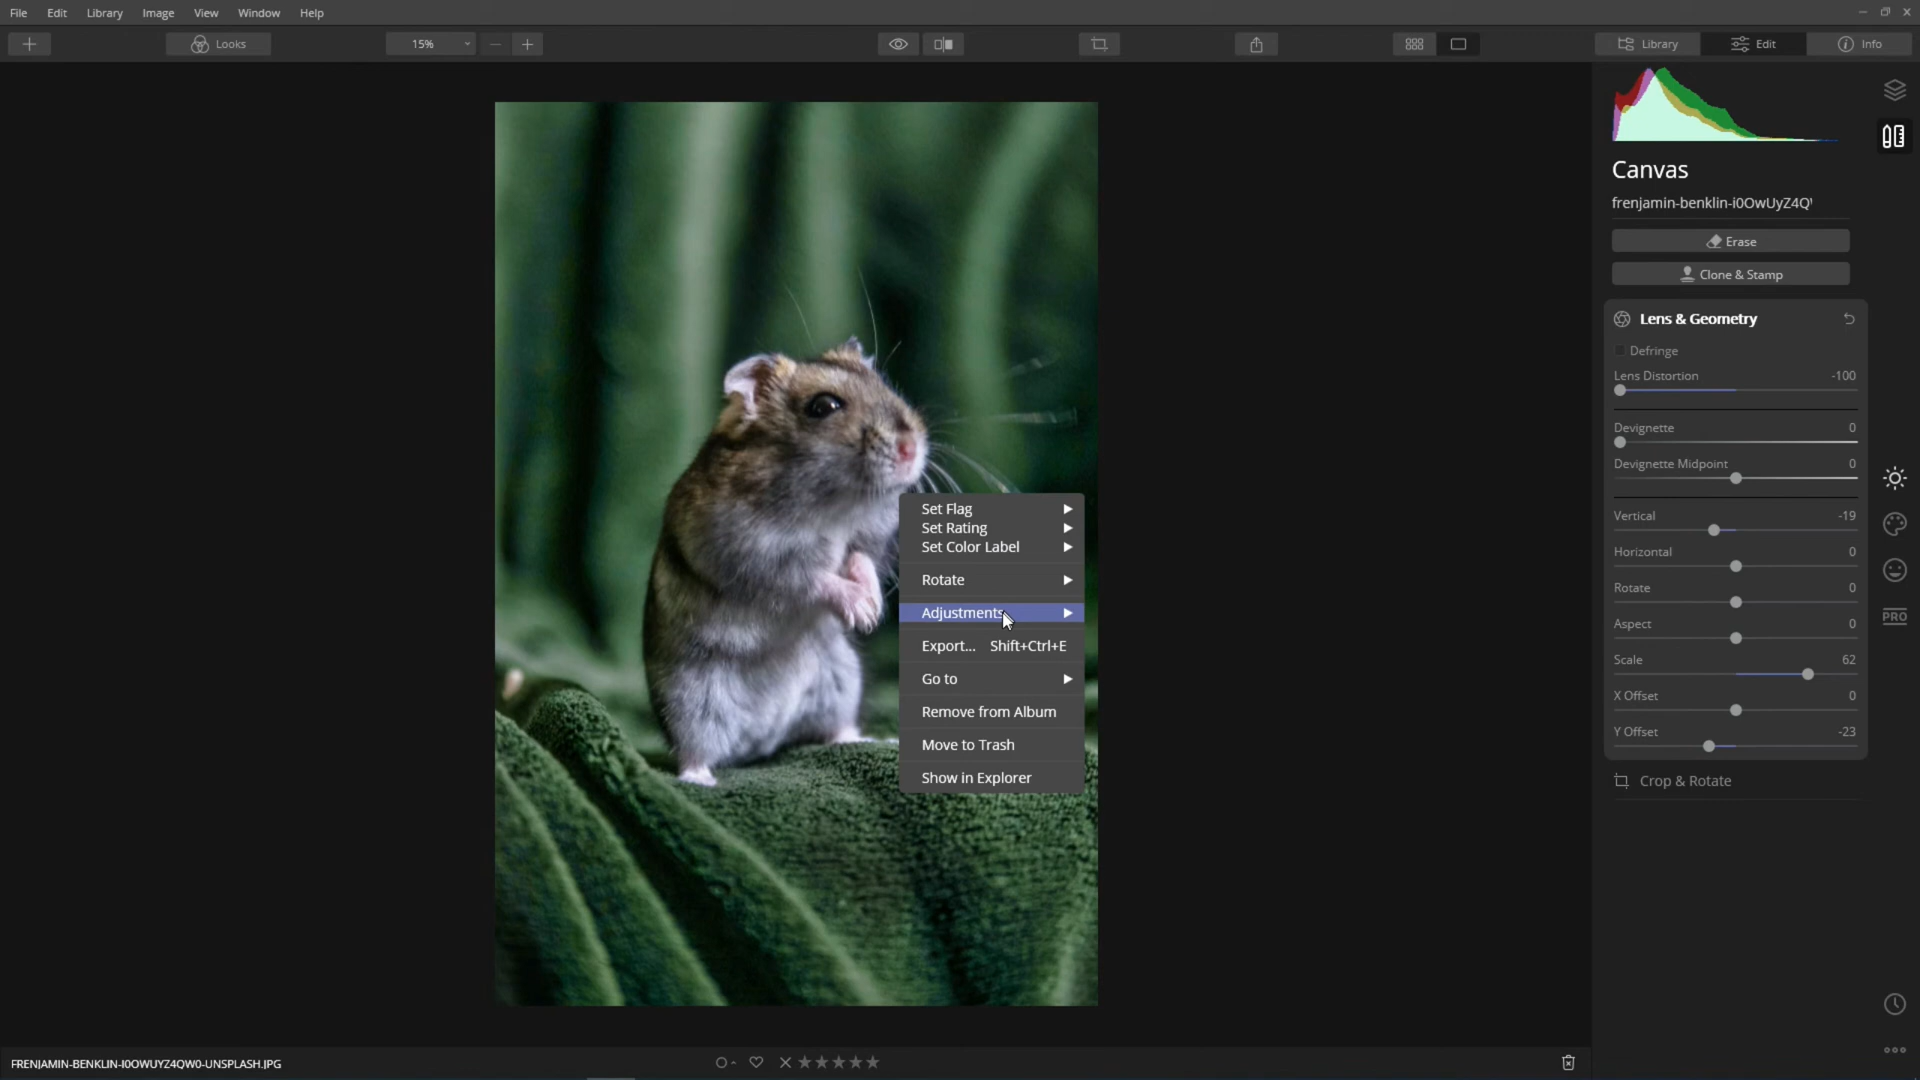 File Edit Library Image View Window Help
Looks 15% Library Edit Info
Canvas
frenjamin-benklin-i0OwUyZ4Q
Erase
Clone & Stamp
Lens & Geometry
Defringe
Lens Distortion -100
Devignette 0
Devignette Midpoint 0
Vertical -19
Horizontal 0
Rotate 0
Aspect 0
Scale 62
X Offset 0
Y Offset -23
Crop & Rotate
PRO
Set Flag
Set Rating
Set Color Label
Rotate
Adjustments
Export... Shift+Ctrl+E
Go to
Remove from Album
Move to Trash
Show in Explorer
FRENJAMIN-BENKLIN-I0OWUYZ4QW0-UNSPLASH.JPG